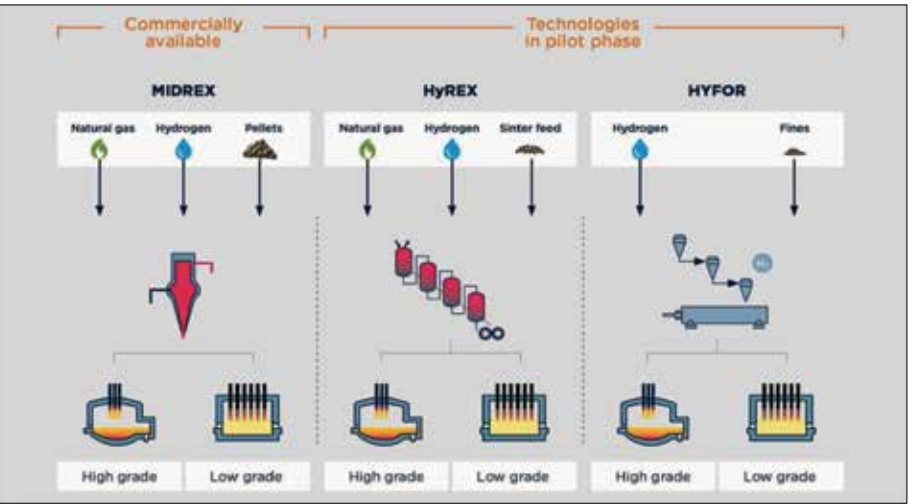 Commercially
available
Technologies
in pilot phase
MIDREX
HyREX
HYFOR
Natural gas Hydrogen Pellets
Natural gas Hydrogen Sinter feed
Hydrogen Fines
H₂
High grade Low grade
High grade Low grade
High grade Low grade